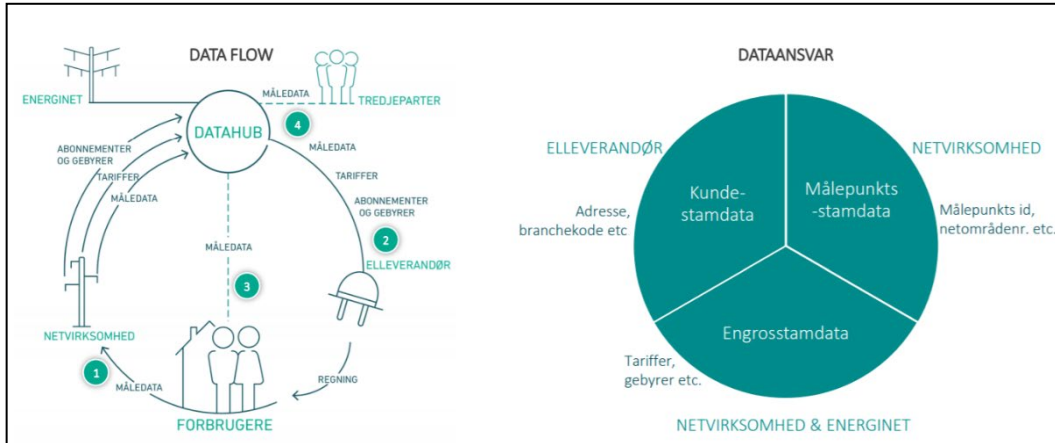 DATA FLOW
ENERGINET
MÅLEDATA
TREDJEPARTER
DATAHUB
4
ABONNEMENTER
OG GEBYRER
TARIFFER
MÅLEDATA
MÅLEDATA
TARIFFER
ABONNEMENTER
OG GEBYRER
2
ELLEVERANDØR
MÅLEDATA
3
NETVIRKSOMHED
1
MÅLEDATA
REGNING
FORBRUGERE
DATAANSVAR
ELLEVERANDØR
NETVIRKSOMHED
Kunde-
stamdata
Målepunkts
-stamdata
Adresse,
branchekode etc
Målepunkts id,
netområdenr. etc.
Engrosstamdata
Tariffer,
gebyrer etc.
NETVIRKSOMHED & ENERGINET